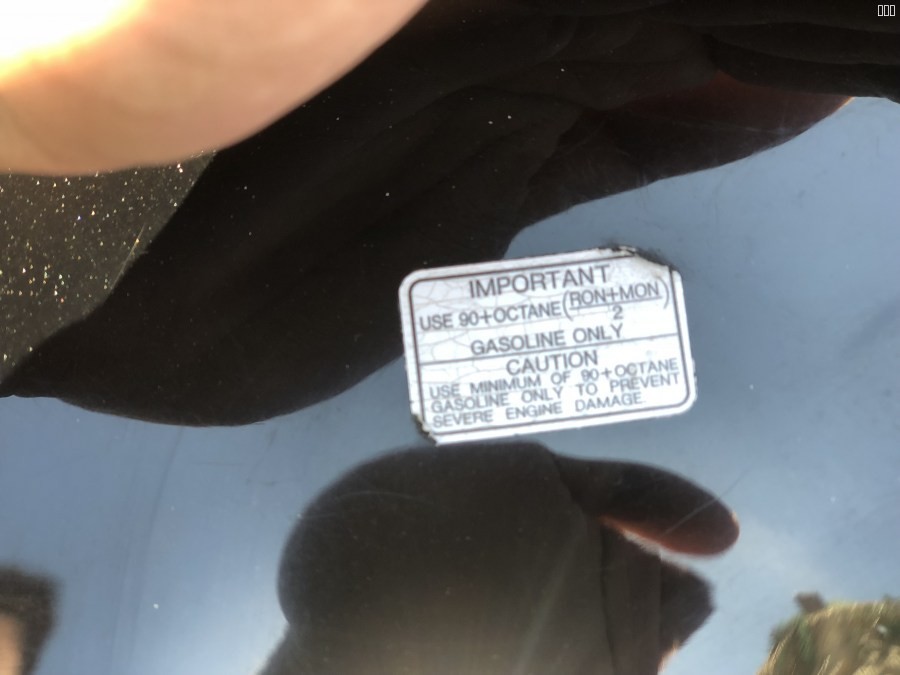 IMPORTANT
USE 90+OCTANE(RON+MON)
2
GASOLINE ONLY
CAUTION
USE MINIMUM OF 90+OCTANE
GASOLINE ONLY TO PREVENT
SEVERE ENGINE DAMAGE.